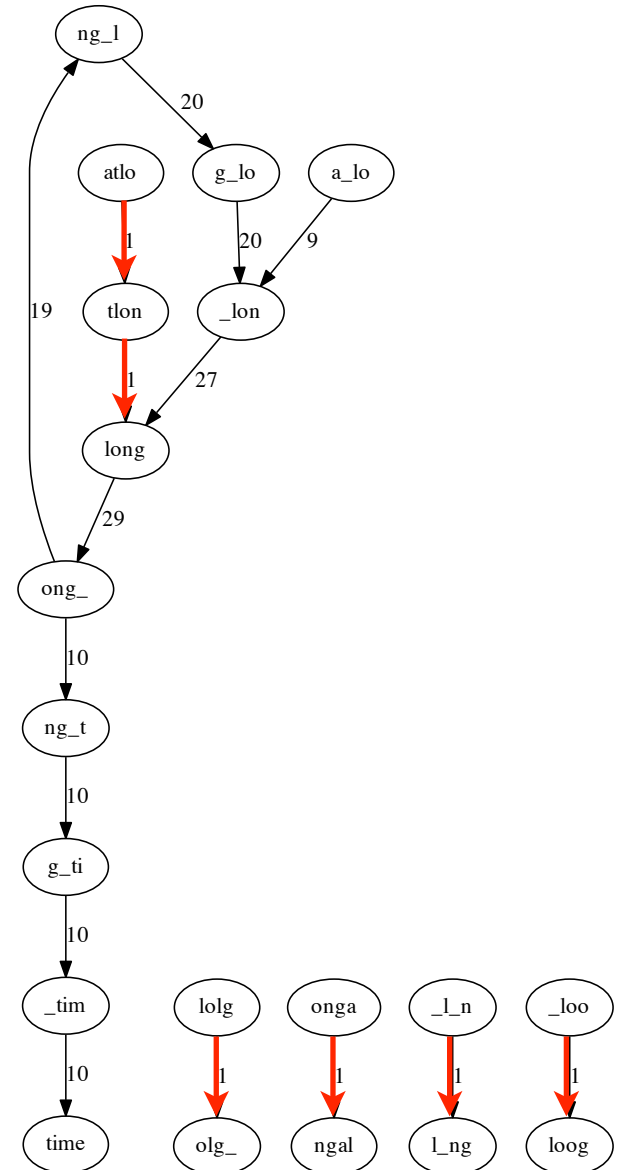 ng_l
20
atlo
g_lo
a_lo
1
20
9
19
tlon
_lon
1
27
long
29
ong_
10
ng_t
10
g_ti
10
_tim
lolg
onga
_l_n
_loo
10
1
1
1
1
time
olg_
ngal
l_ng
loog